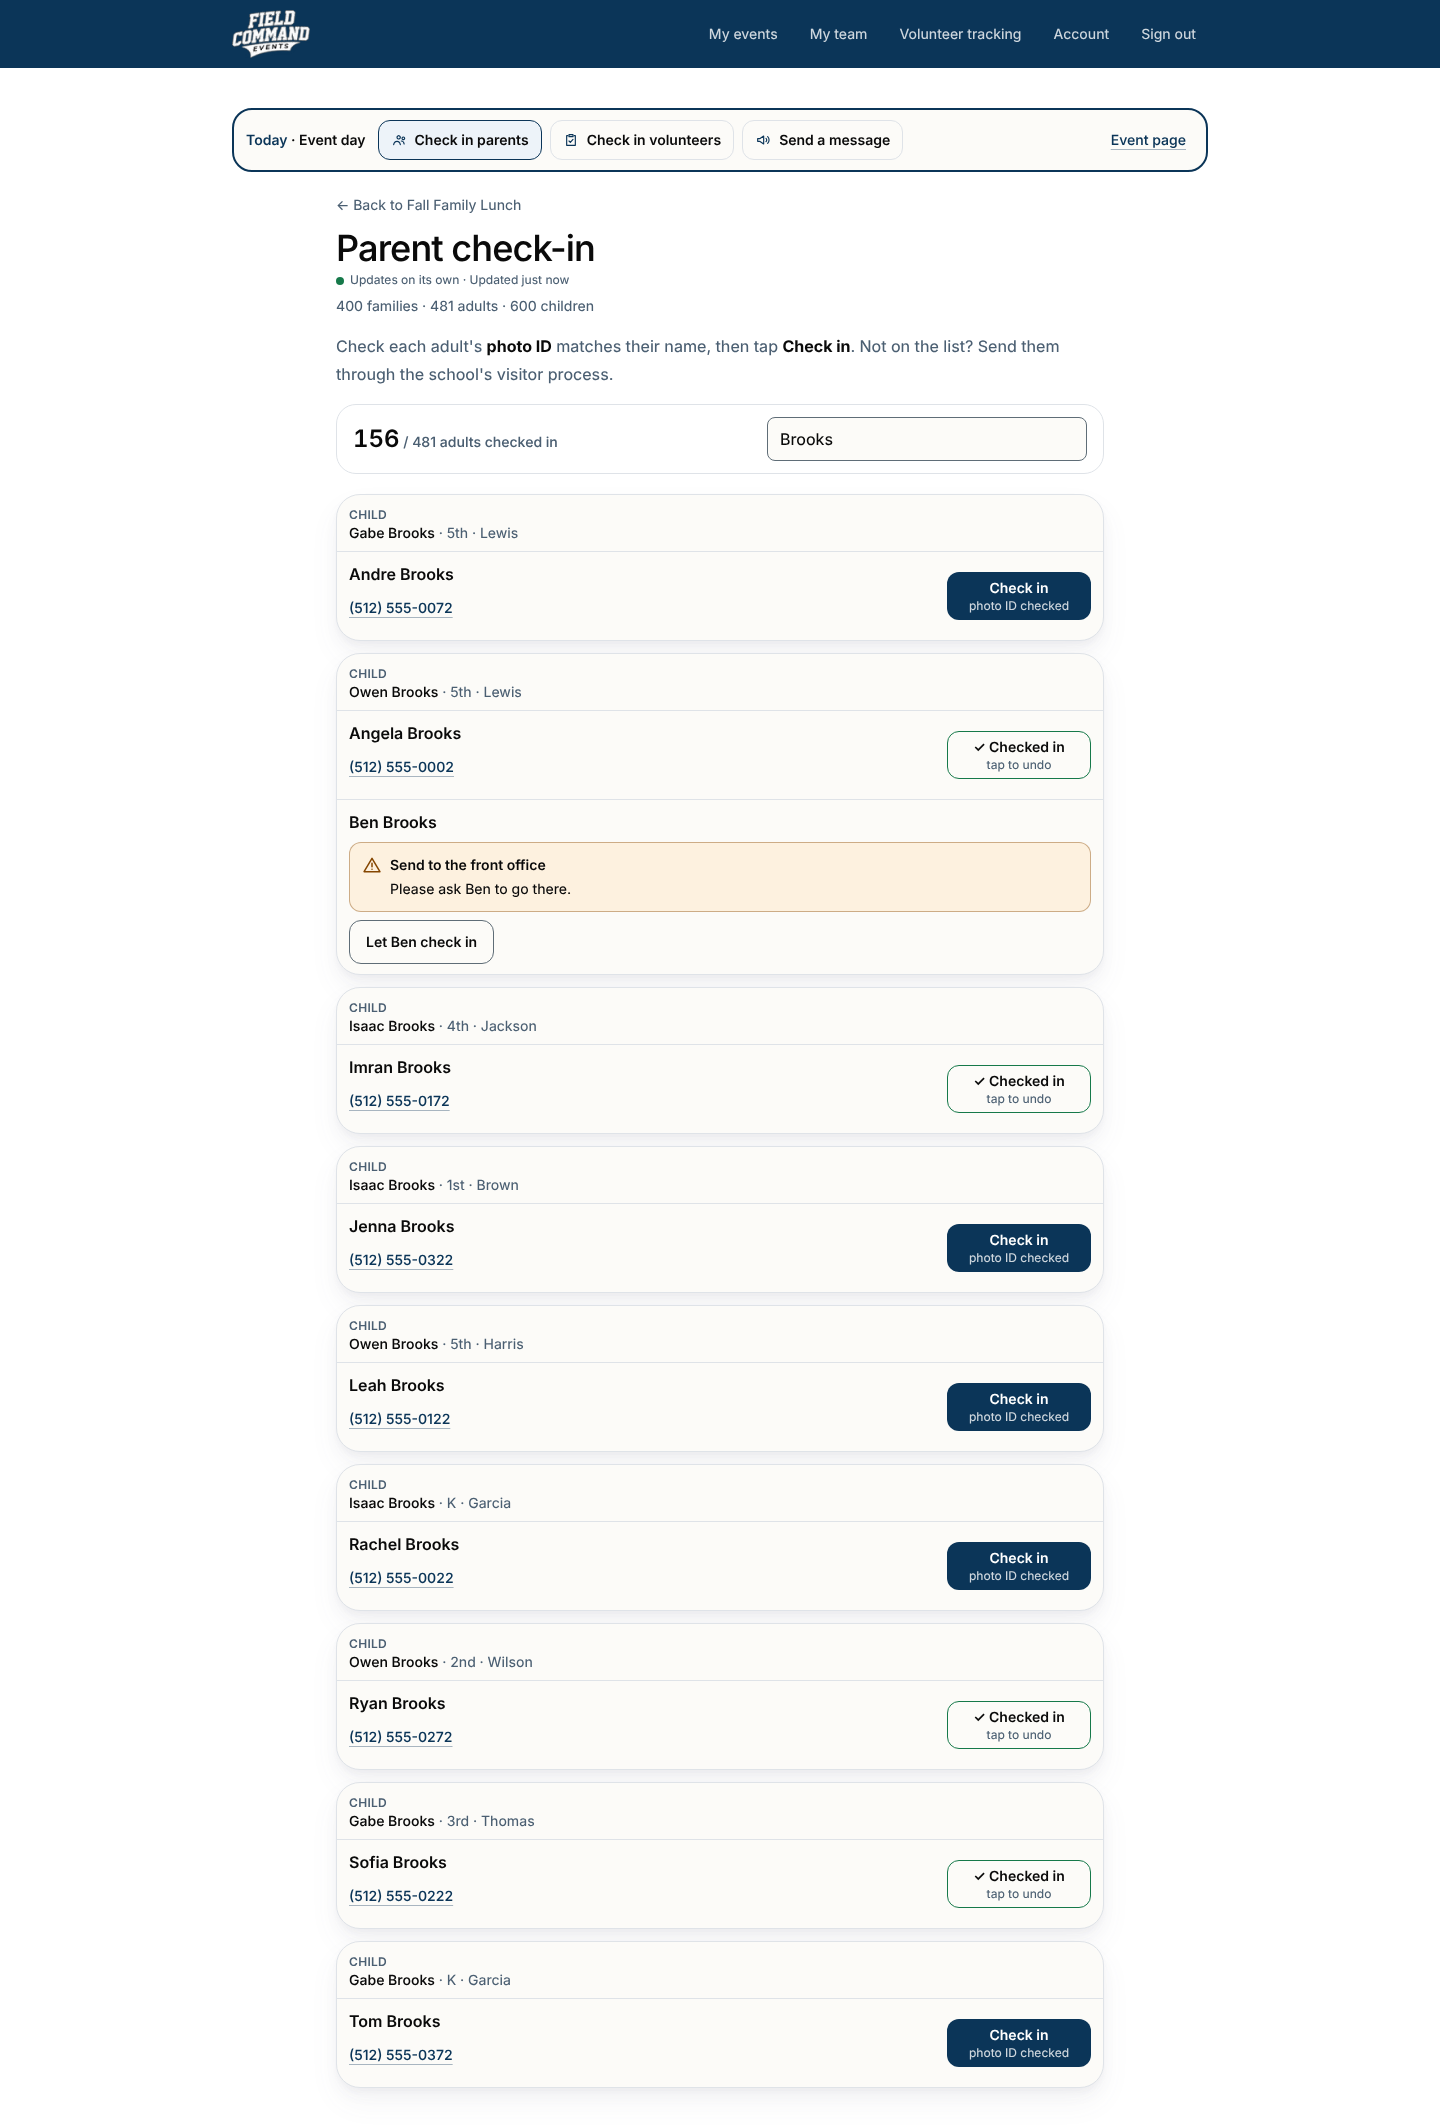 FIELD
COMMAND
EVENTS
My events
My team
Volunteer tracking
Account
Sign out
Today · Event day
Check in parents
Check in volunteers
Send a message
Event page
← Back to Fall Family Lunch
Parent check-in
Updates on its own · Updated just now
400 families · 481 adults · 600 children
Check each adult's photo ID matches their name, then tap Check in. Not on the list? Send them
through the school's visitor process.
156 / 481 adults checked in
Brooks
CHILD
Gabe Brooks · 5th · Lewis
Andre Brooks
(512) 555-0072
Check in
photo ID checked
CHILD
Owen Brooks · 5th · Lewis
Angela Brooks
(512) 555-0002
✓ Checked in
tap to undo
Ben Brooks
Send to the front office
Please ask Ben to go there.
Let Ben check in
CHILD
Isaac Brooks · 4th · Jackson
Imran Brooks
(512) 555-0172
✓ Checked in
tap to undo
CHILD
Isaac Brooks · 1st · Brown
Jenna Brooks
(512) 555-0322
Check in
photo ID checked
CHILD
Owen Brooks · 5th · Harris
Leah Brooks
(512) 555-0122
Check in
photo ID checked
CHILD
Isaac Brooks · K · Garcia
Rachel Brooks
(512) 555-0022
Check in
photo ID checked
CHILD
Owen Brooks · 2nd · Wilson
Ryan Brooks
(512) 555-0272
✓ Checked in
tap to undo
CHILD
Gabe Brooks · 3rd · Thomas
Sofia Brooks
(512) 555-0222
✓ Checked in
tap to undo
CHILD
Gabe Brooks · K · Garcia
Tom Brooks
(512) 555-0372
Check in
photo ID checked